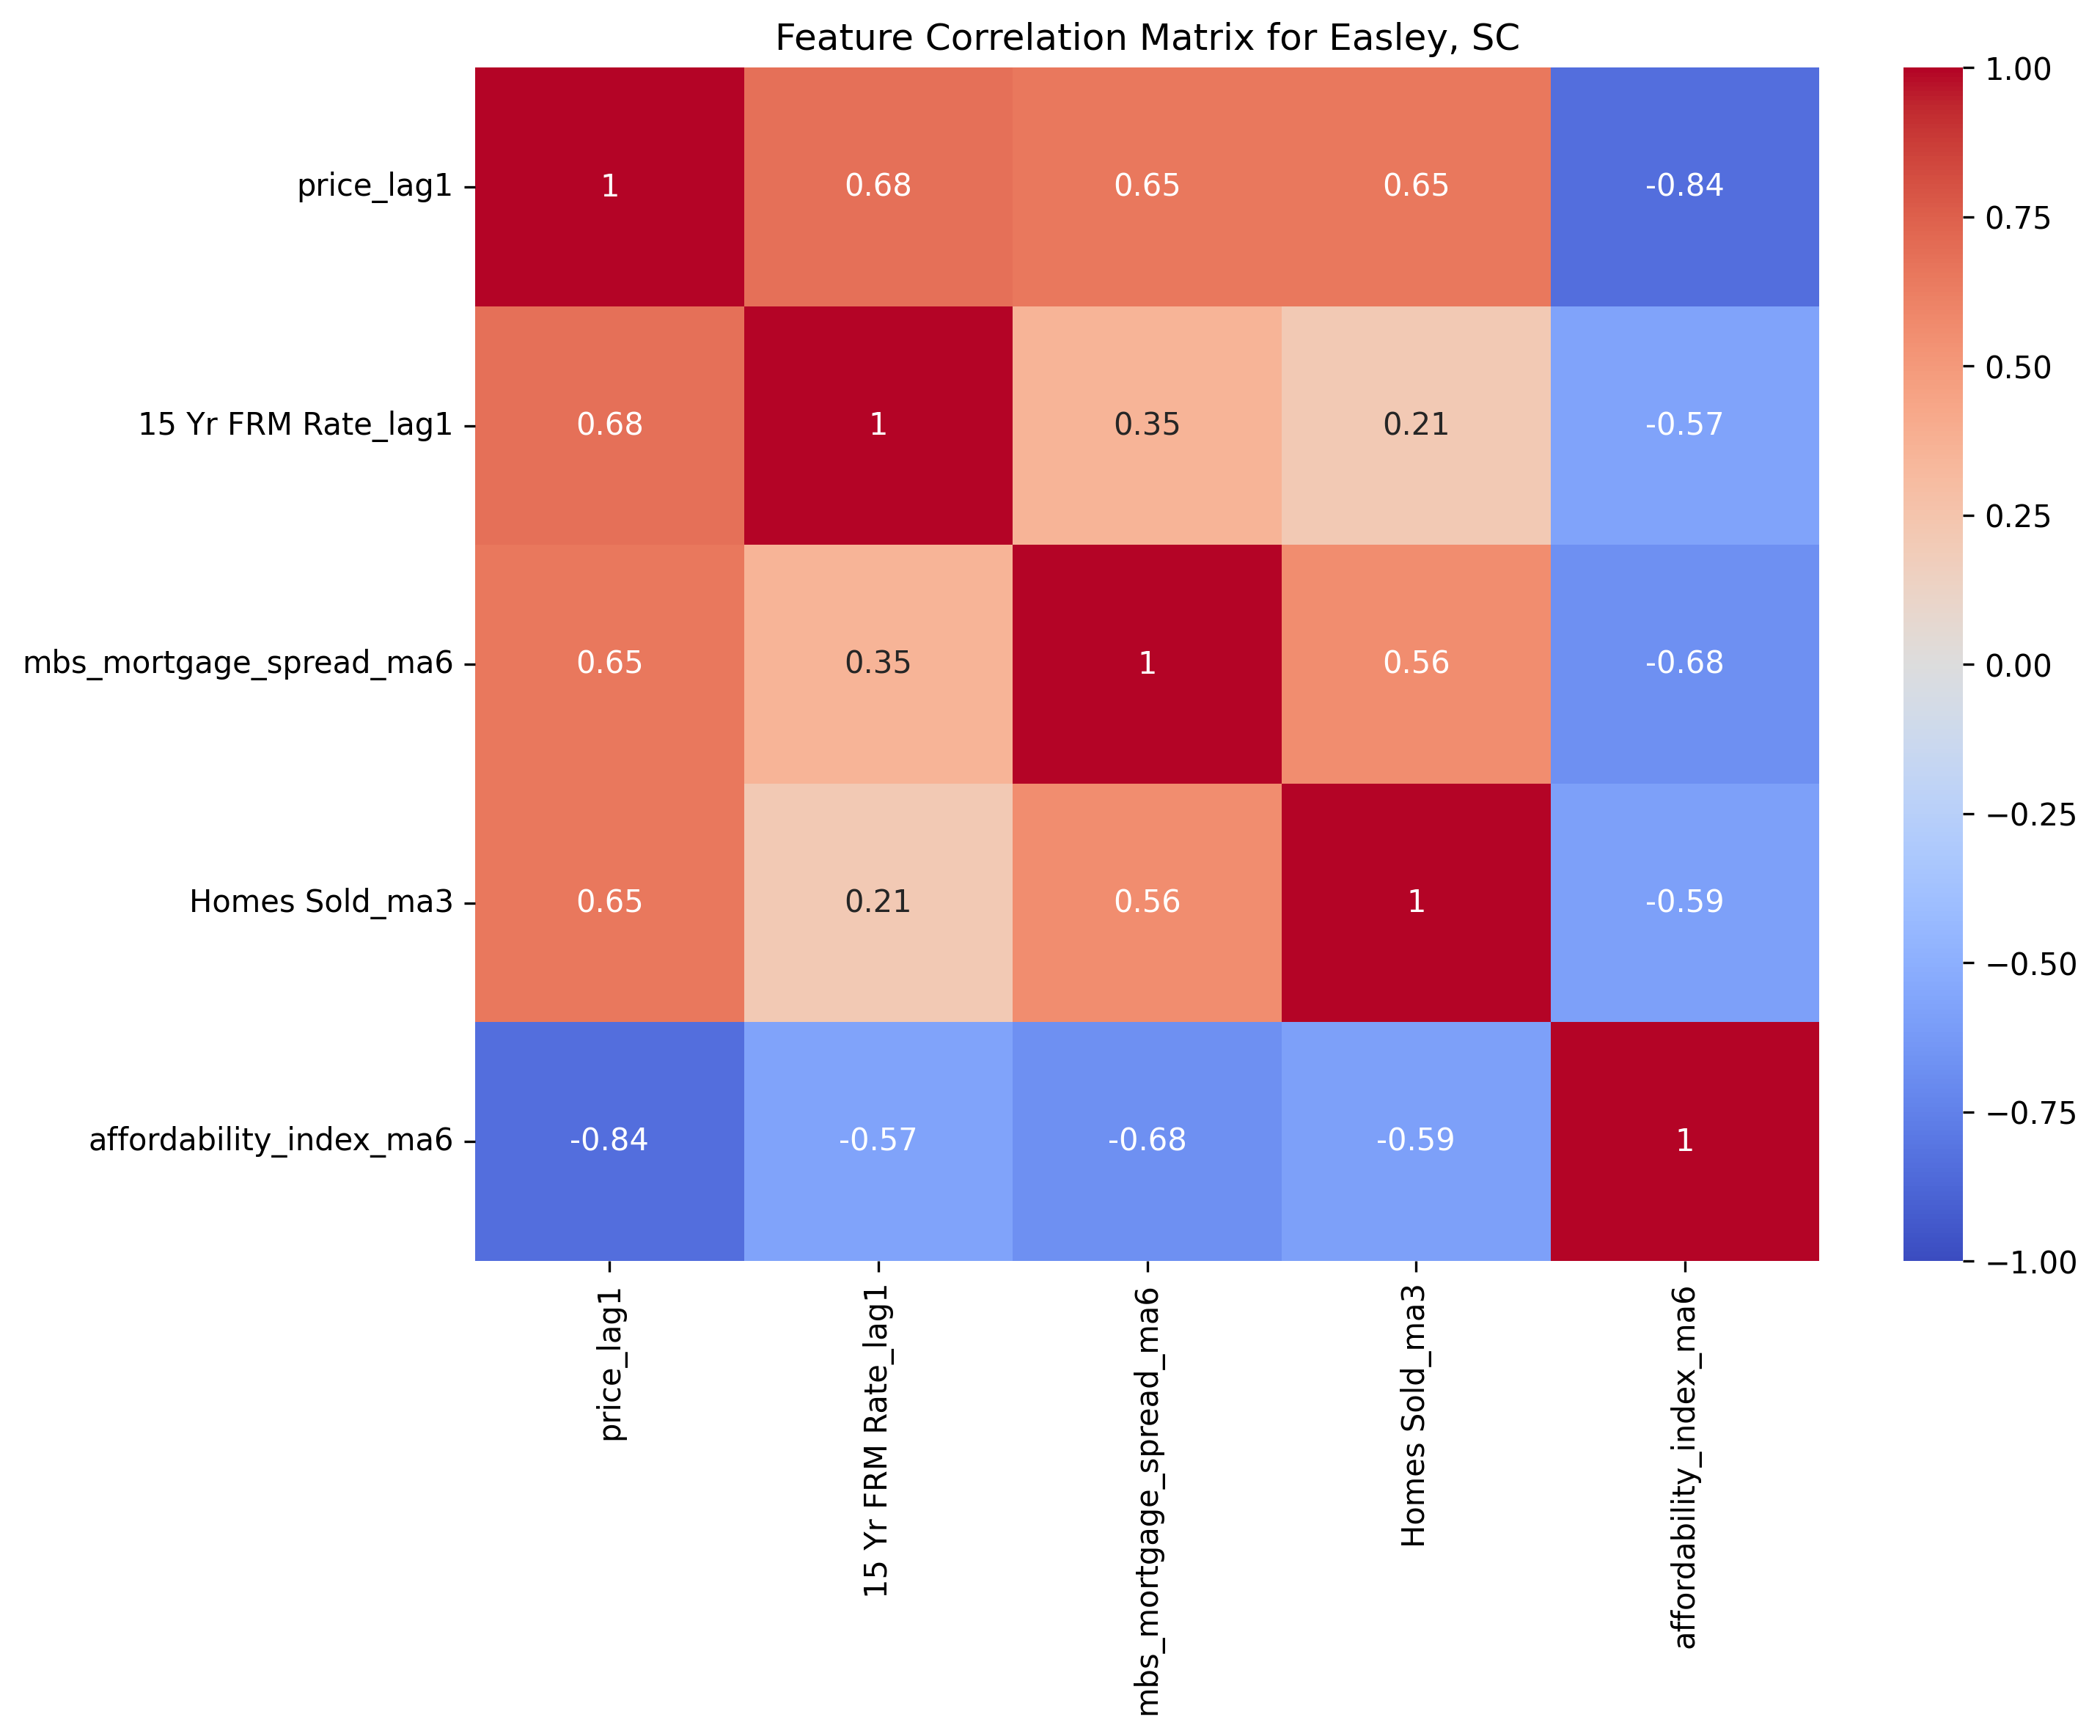 Feature Correlation Matrix for Easley, SC
price_lag1 1 0.68 0.65 0.65 -0.84
15 Yr FRM Rate_lag1 0.68 1 0.35 0.21 -0.57
mbs_mortgage_spread_ma6 0.65 0.35 1 0.56 -0.68
Homes Sold_ma3 0.65 0.21 0.56 1 -0.59
affordability_index_ma6 -0.84 -0.57 -0.68 -0.59 1
price_lag1
15 Yr FRM Rate_lag1
mbs_mortgage_spread_ma6
Homes Sold_ma3
affordability_index_ma6
1.00
0.75
0.50
0.25
0.00
−0.25
−0.50
−0.75
−1.00